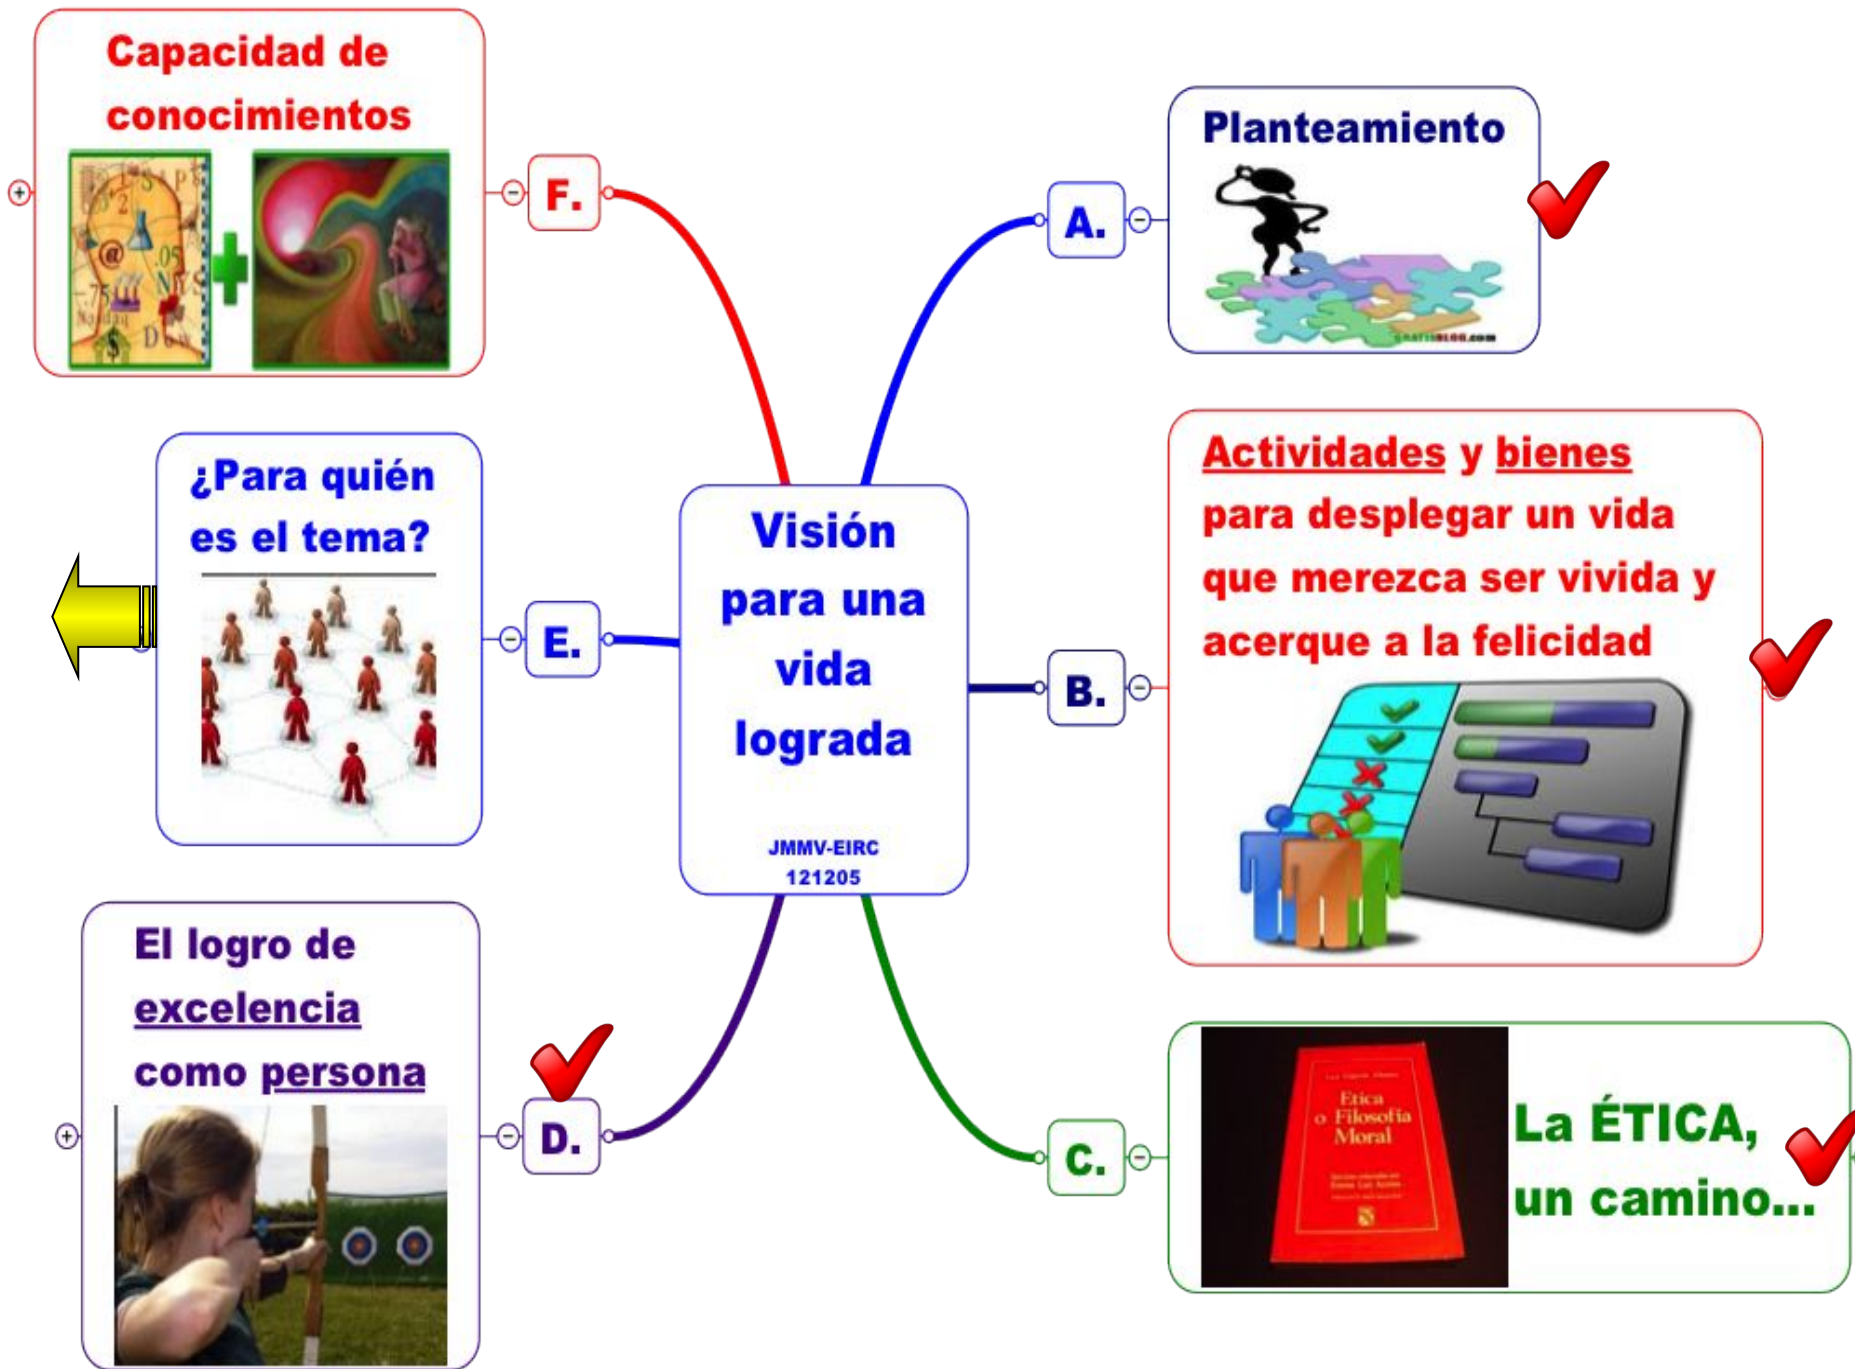 Visión
para una
vida
lograda
JMMV-EIRC
121205
A.
Planteamiento
B.
Actividades y bienes
para desplegar un vida
que merezca ser vivida y
acerque a la felicidad
C.
Etica
o Filosofía
Moral
La ÉTICA,
un camino...
D.
El logro de
excelencia
como persona
E.
¿Para quién
es el tema?
F.
Capacidad de
conocimientos